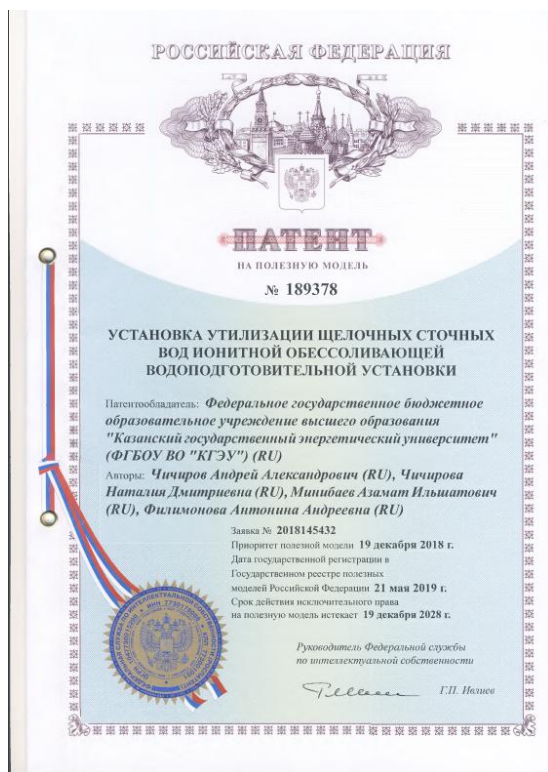 РОССИЙСКАЯ ФЕДЕРАЦИЯ
ПАТЕНТ
НА ПОЛЕЗНУЮ МОДЕЛЬ
№ 189378
УСТАНОВКА УТИЛИЗАЦИИ ЩЕЛОЧНЫХ СТОЧНЫХ
ВОД ИОНИТНОЙ ОБЕССОЛИВАЮЩЕЙ
ВОДОПОДГОТОВИТЕЛЬНОЙ УСТАНОВКИ
Патентообладатель: Федеральное государственное бюджетное
образовательное учреждение высшего образования
"Казанский государственный энергетический университет"
(ФГБОУ ВО "КГЭУ") (RU)
Авторы: Чичиров Андрей Александрович (RU), Чичирова
Наталия Дмитриевна (RU), Минибаев Азамат Ильшатович
(RU), Филимонова Антонина Андреевна (RU)
Заявка № 2018145432
Приоритет полезной модели 19 декабря 2018 г.
Дата государственной регистрации в
Государственном реестре полезных
моделей Российской Федерации 21 мая 2019 г.
Срок действия исключительного права
на полезную модель истекает 19 декабря 2028 г.
Руководитель Федеральной службы
по интеллектуальной собственности
Г.П. Ивлиев